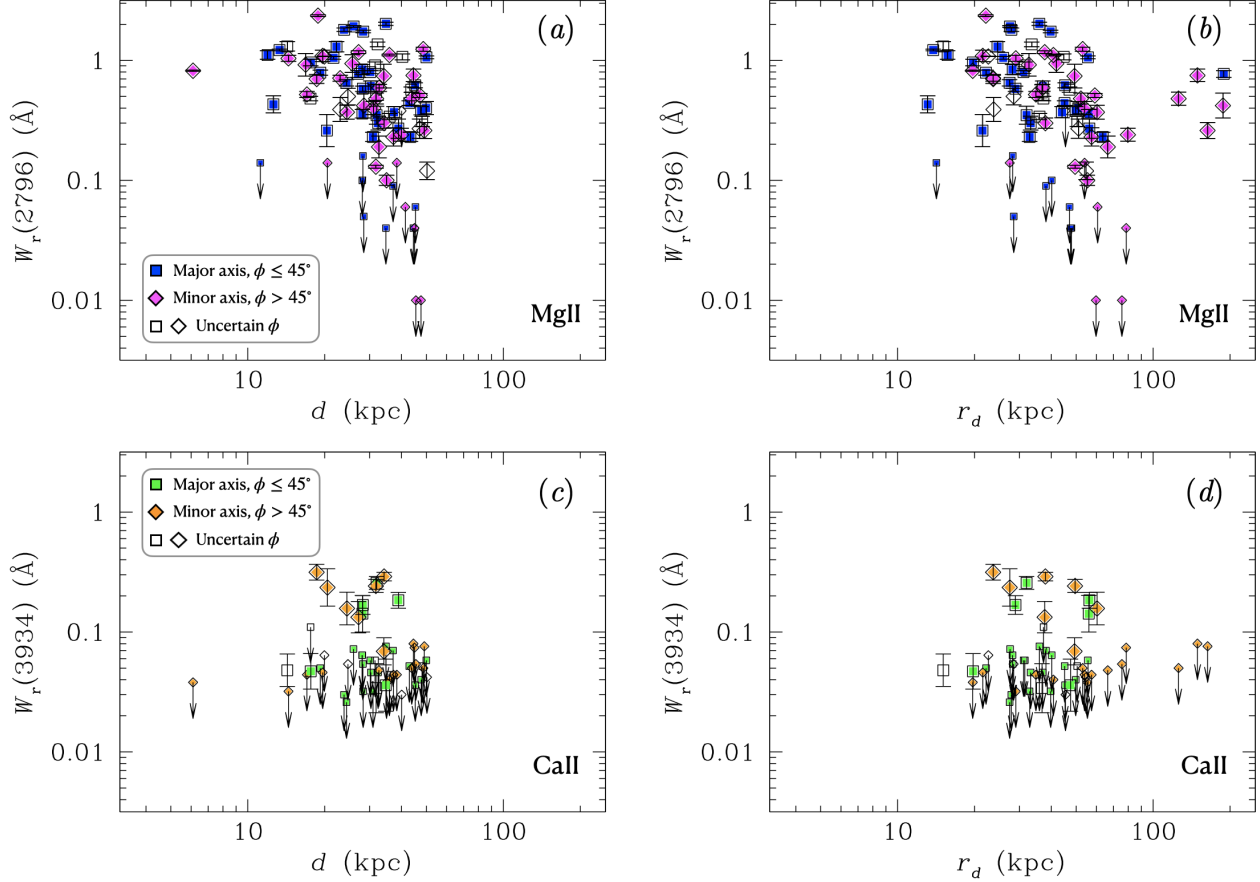 (a)
1
0.1
0.01
W_r(2796) (Å)
Major axis, ϕ ≤ 45°
Minor axis, ϕ > 45°
Uncertain ϕ
MgII
10 100
d (kpc)
(b)
1
0.1
0.01
W_r(2796) (Å)
MgII
10 100
r_d (kpc)
(c)
1
0.1
0.01
W_r(3934) (Å)
Major axis, ϕ ≤ 45°
Minor axis, ϕ > 45°
Uncertain ϕ
CaII
10 100
d (kpc)
(d)
1
0.1
0.01
W_r(3934) (Å)
CaII
10 100
r_d (kpc)